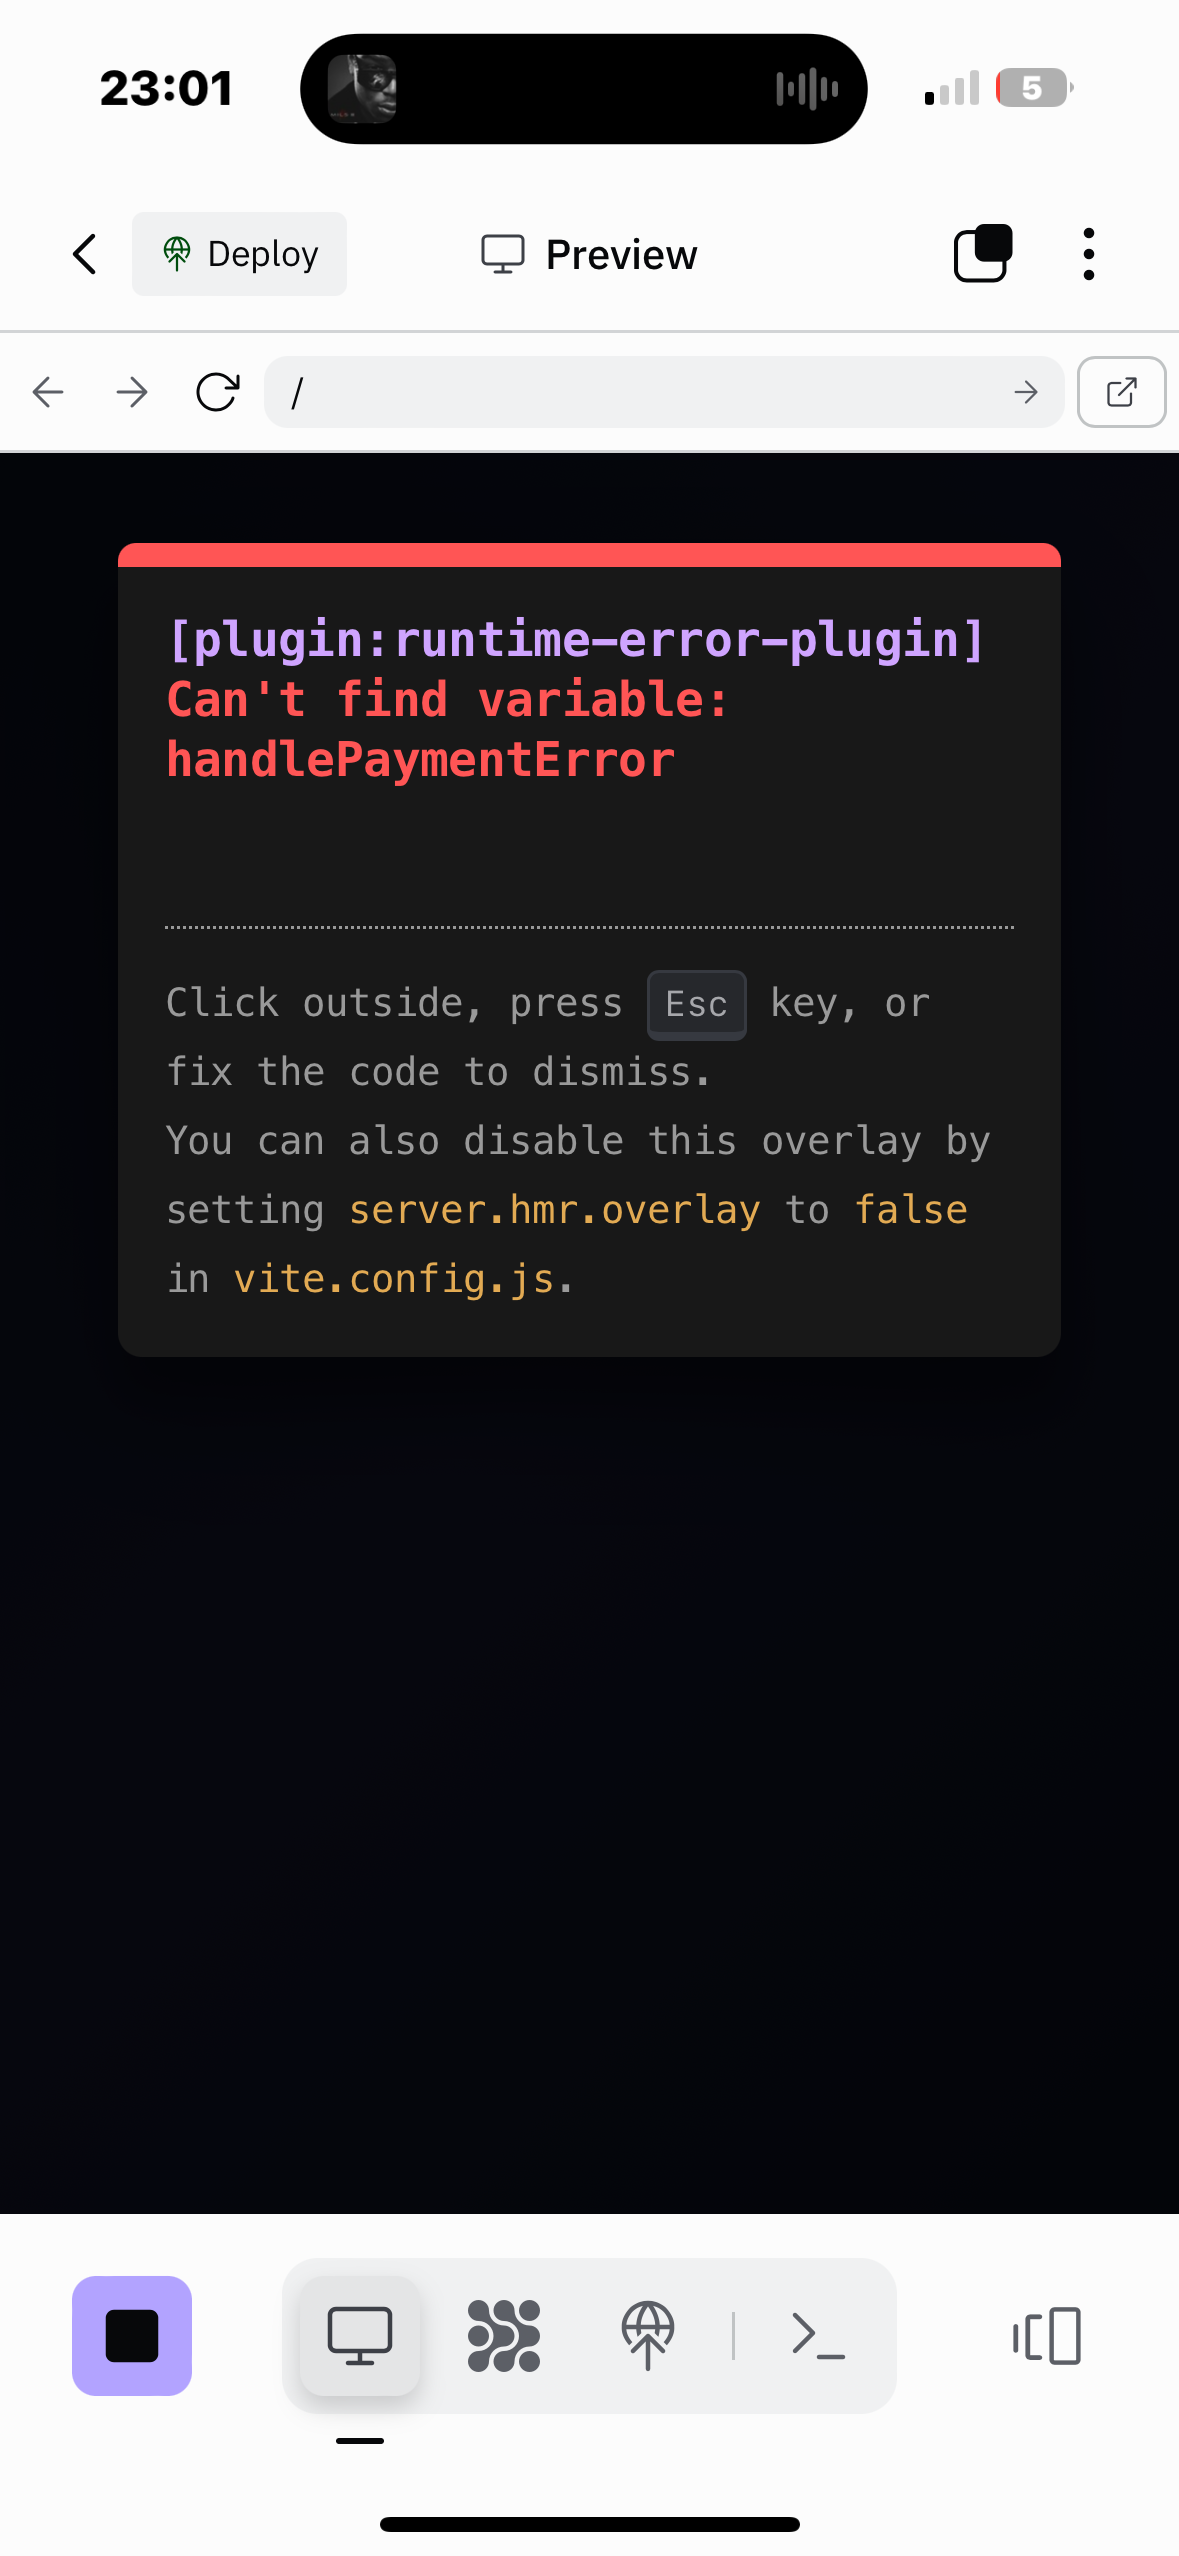 23:01
5
Deploy
Preview
/
[plugin:runtime-error-plugin]
Can't find variable:
handlePaymentError
Click outside, press Esc key, or
fix the code to dismiss.
You can also disable this overlay by
setting server.hmr.overlay to false
in vite.config.js.